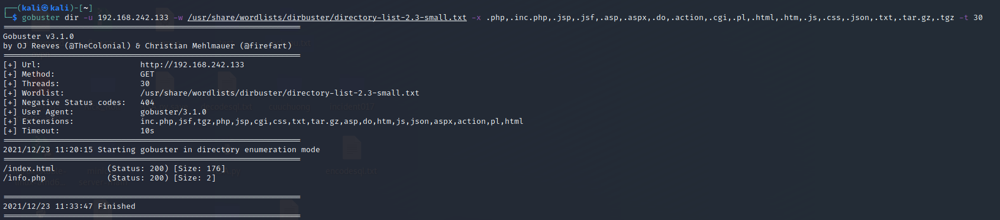 ┌──(kali㉿kali)-[~]
└─$ gobuster dir -u 192.168.242.133 -w /usr/share/wordlists/dirbuster/directory-list-2.3-small.txt -x .php,.inc.php,.jsp,.jsf,.asp,.aspx,.do,.action,.cgi,.pl,.html,.htm,.js,.css,.json,.txt,.tar.gz,.tgz -t 30
===============================================================
Gobuster v3.1.0
by OJ Reeves (@TheColonial) & Christian Mehlmauer (@firefart)
===============================================================
[+] Url:                     http://192.168.242.133
[+] Method:                  GET
[+] Threads:                 30
[+] Wordlist:                /usr/share/wordlists/dirbuster/directory-list-2.3-small.txt
[+] Negative Status codes:   404
[+] User Agent:              gobuster/3.1.0
[+] Extensions:              inc.php,jsf,tgz,php,jsp,cgi,css,txt,tar.gz,asp,do,htm,js,json,aspx,action,pl,html
[+] Timeout:                 10s
===============================================================
2021/12/23 11:20:15 Starting gobuster in directory enumeration mode
===============================================================
/index.html           (Status: 200) [Size: 176]
/info.php             (Status: 200) [Size: 2]
encodesql.txt
===============================================================
2021/12/23 11:33:47 Finished
===============================================================